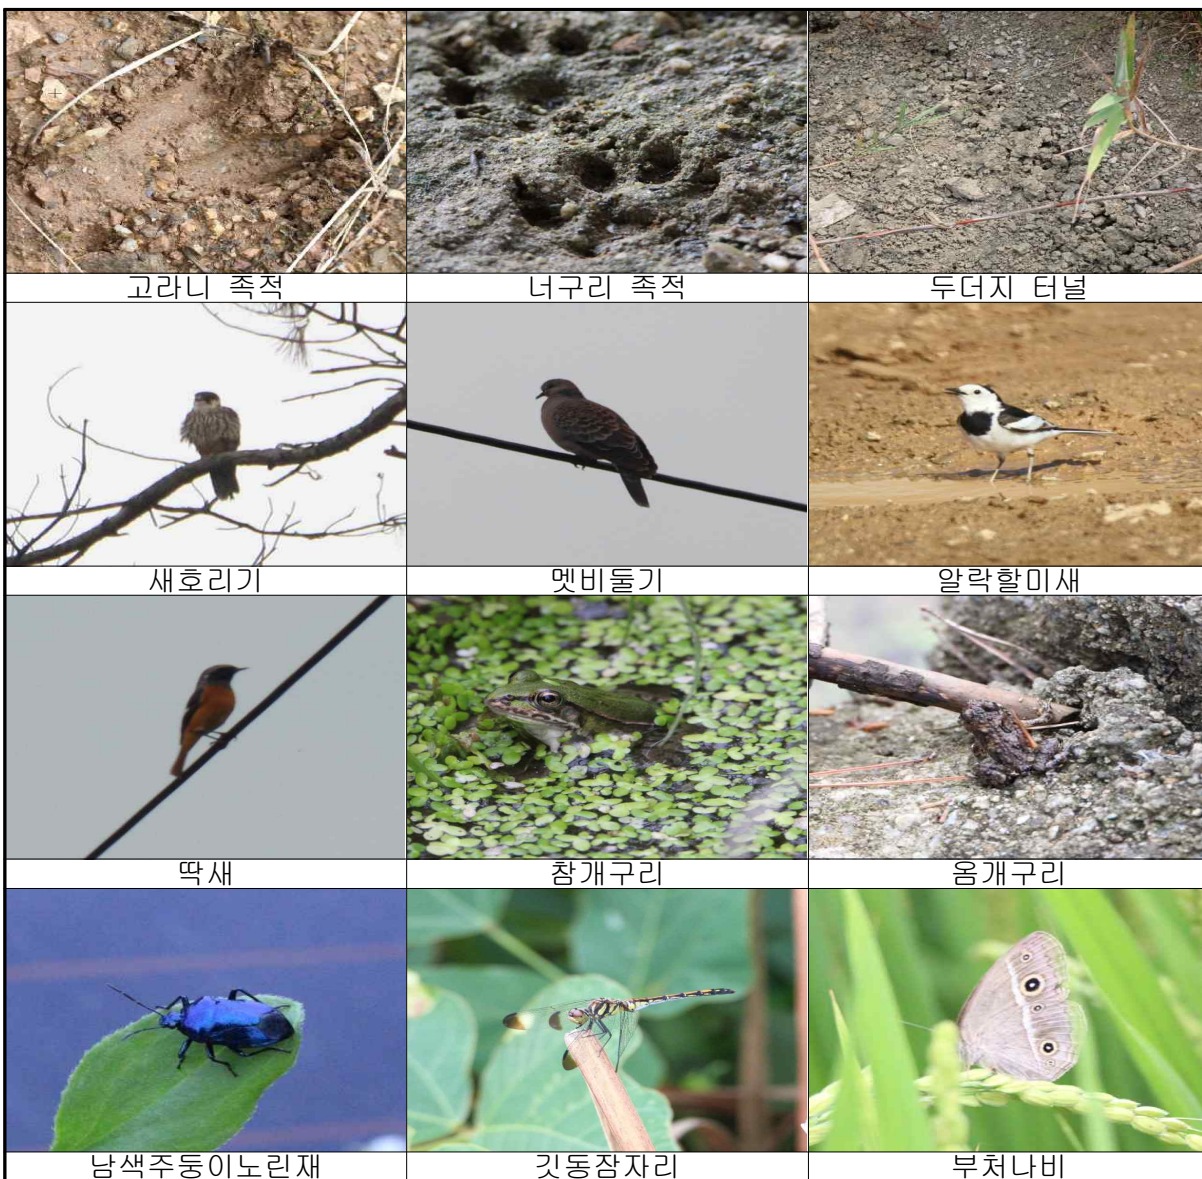 고라니 족적
너구리 족적
두더지 터널
새호리기
멧비둘기
알락할미새
딱새
참개구리
옴개구리
남색주둥이노린재
깃동잠자리
부처나비